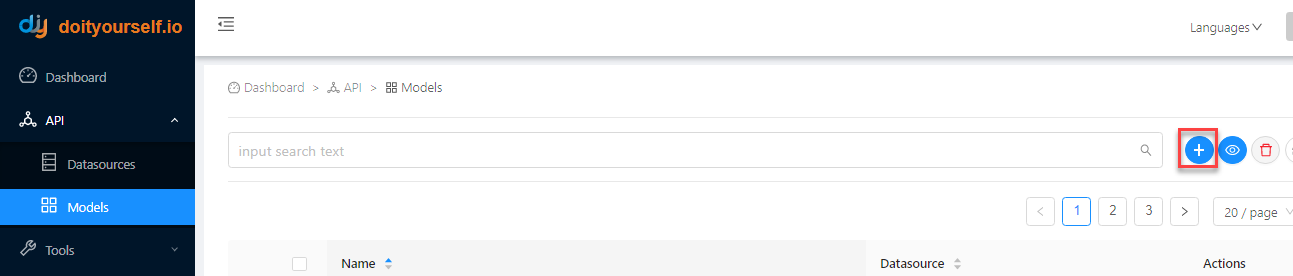 diy doityourself.io
Languages
Dashboard
Dashboard > API > Models
API
input search text
Datasources
Models
1 2 3 20 / page
Tools
Name Datasource Actions